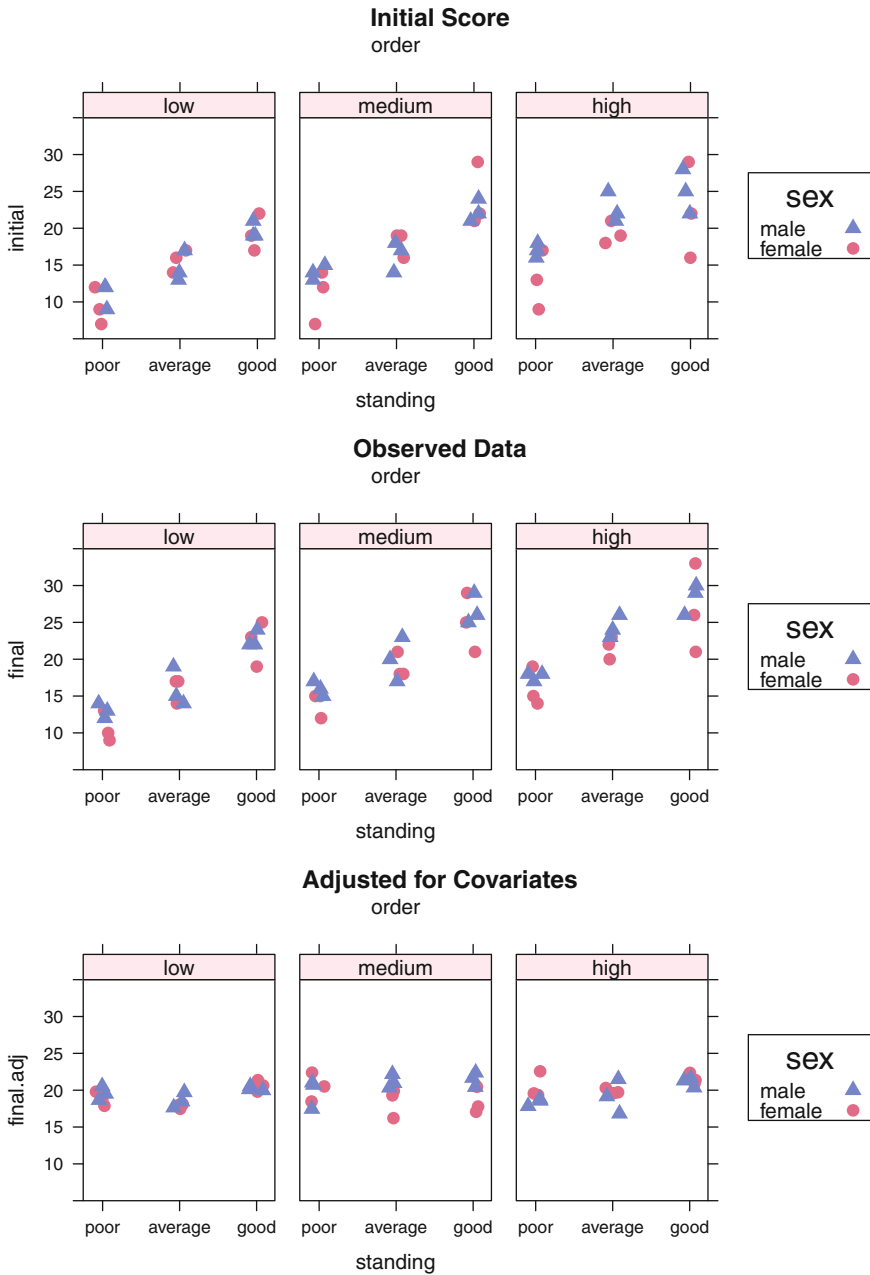 Initial Score
order
low medium high
initial
30
25
20
15
10
poor average good poor average good poor average good
standing
sex
male
female
Observed Data
order
low medium high
final
30
25
20
15
10
poor average good poor average good poor average good
standing
sex
male
female
Adjusted for Covariates
order
low medium high
final.adj
30
25
20
15
10
poor average good poor average good poor average good
standing
sex
male
female